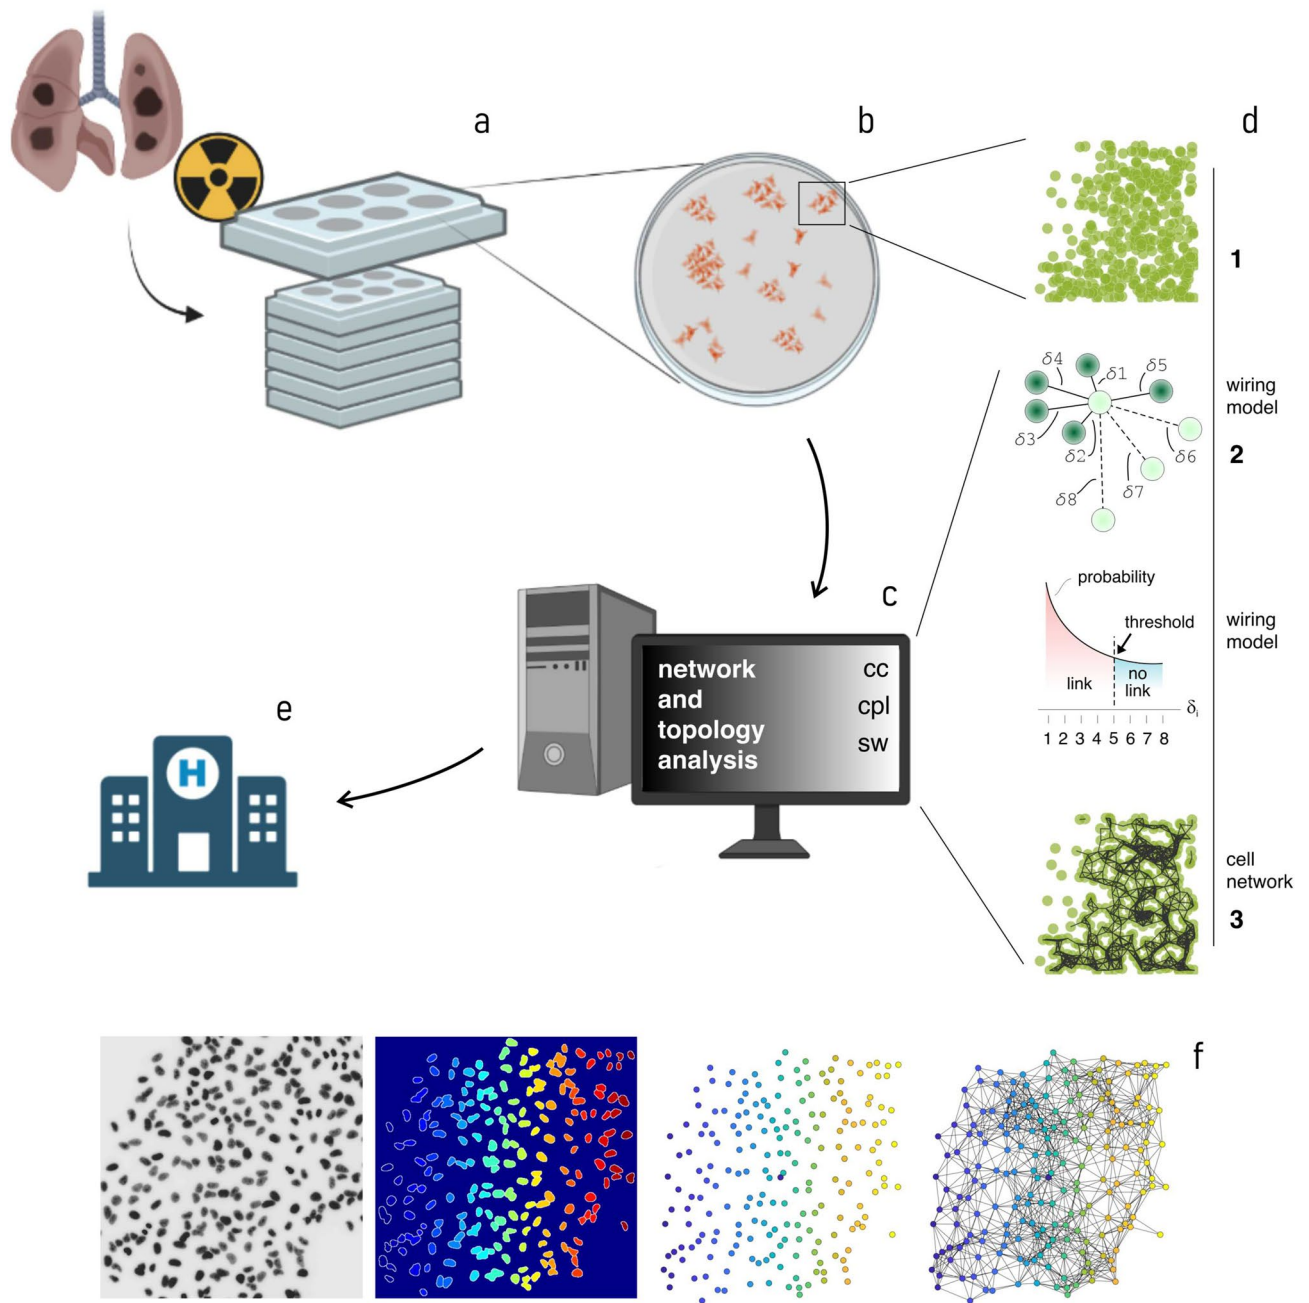 a
b
d
1
δ4
δ1
δ5
wiring
model
2
δ3
δ2
δ6
δ7
δ8
probability
threshold
wiring
model
link
no
link
δi
1 2 3 4 5 6 7 8
c
network
and
topology
analysis
cc
cpl
sw
e
H
cell
network
3
f